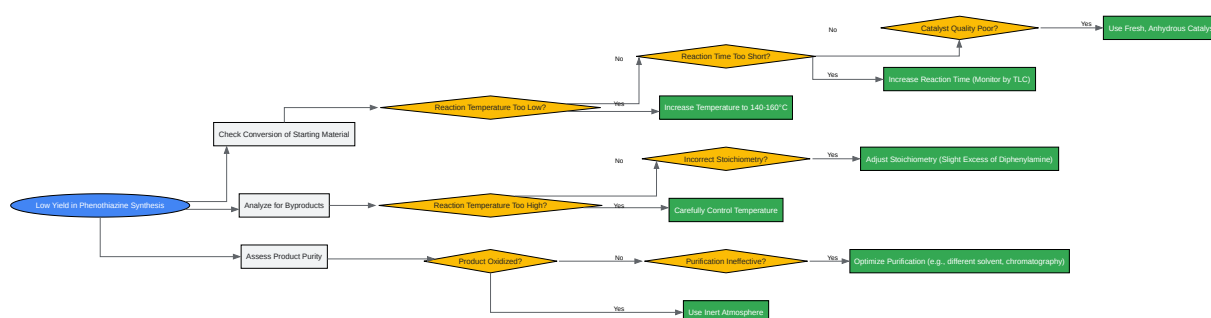 No
Catalyst Quality Poor?
Yes
Use Fresh, Anhydrous
No
Reaction Time Too Short?
Yes
Increase Reaction Time (Monitor by TLC)
Reaction Temperature Too Low?
Yes
Increase Temperature to 140-160°C
Check Conversion of Starting Material
No
Incorrect Stoichiometry?
Yes
Adjust Stoichiometry (Slight Excess of Diphenylamine)
Low Yield in Phenothiazine Synthesis
Analyze for Byproducts
Reaction Temperature Too High?
Yes
Carefully Control Temperature
Assess Product Purity
Product Oxidized?
No
Purification Ineffective?
Yes
Optimize Purification (e.g., different solvent, chromatography)
Yes
Use Inert Atmosphere